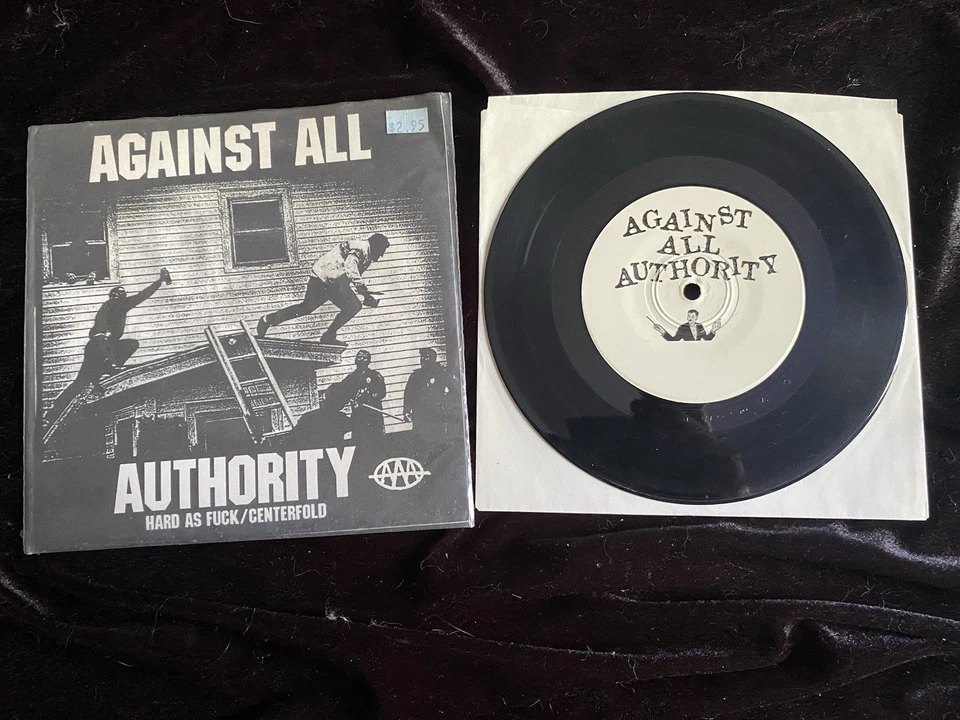 AGAINST ALL
$2.95
AUTHORITY
AAA
HARD AS FUCK/CENTERFOLD
AGAINST
ALL
AUTHORITY